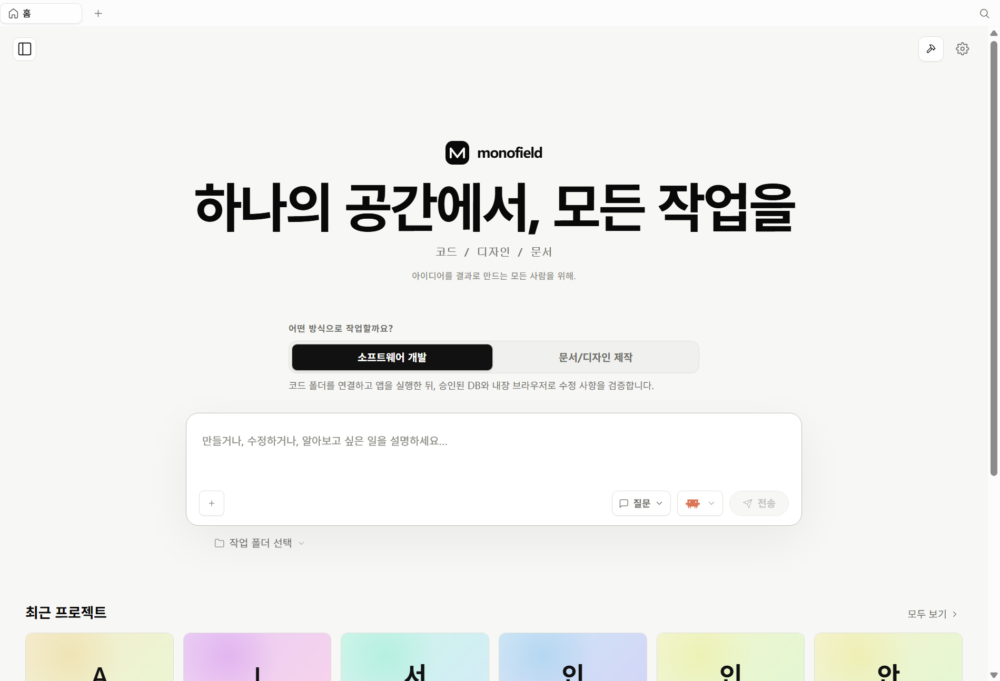 홈
monofield
하나의 공간에서, 모든 작업을
코드 / 디자인 / 문서
아이디어를 결과로 만드는 모든 사람을 위해.
어떤 방식으로 작업할까요?
소프트웨어 개발
문서/디자인 제작
코드 폴더를 연결하고 앱을 실행한 뒤, 승인된 DB와 내장 브라우저로 수정 사항을 검증합니다.
만들거나, 수정하거나, 알아보고 싶은 일을 설명하세요...
질문
전송
작업 폴더 선택
최근 프로젝트
모두 보기
A
서
안